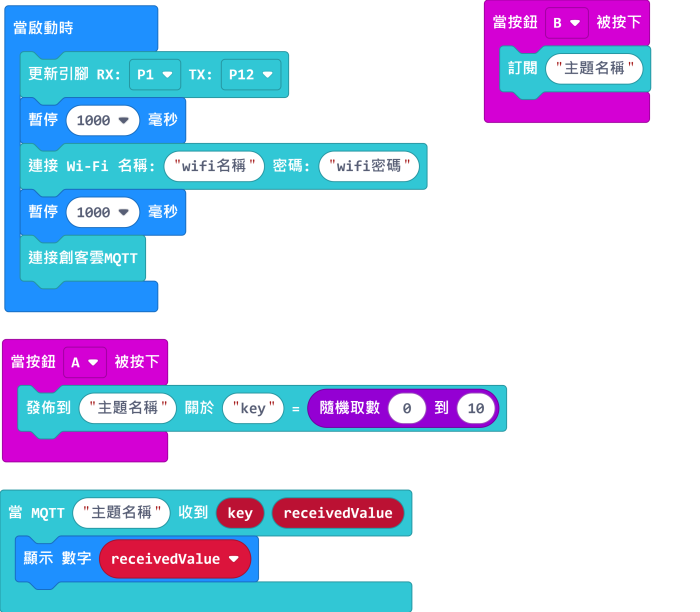 當啟動時
更新引腳 RX: P1 TX: P12
暫停 1000 毫秒
連接 Wi-Fi 名稱: "wifi名稱" 密碼: "wifi密碼"
暫停 1000 毫秒
連接創客雲MQTT
當按鈕 B 被按下
訂閱 "主題名稱"
當按鈕 A 被按下
發佈到 "主題名稱" 關於 "key" = 隨機取數 0 到 10
當 MQTT "主題名稱" 收到 key receivedValue
顯示 數字 receivedValue